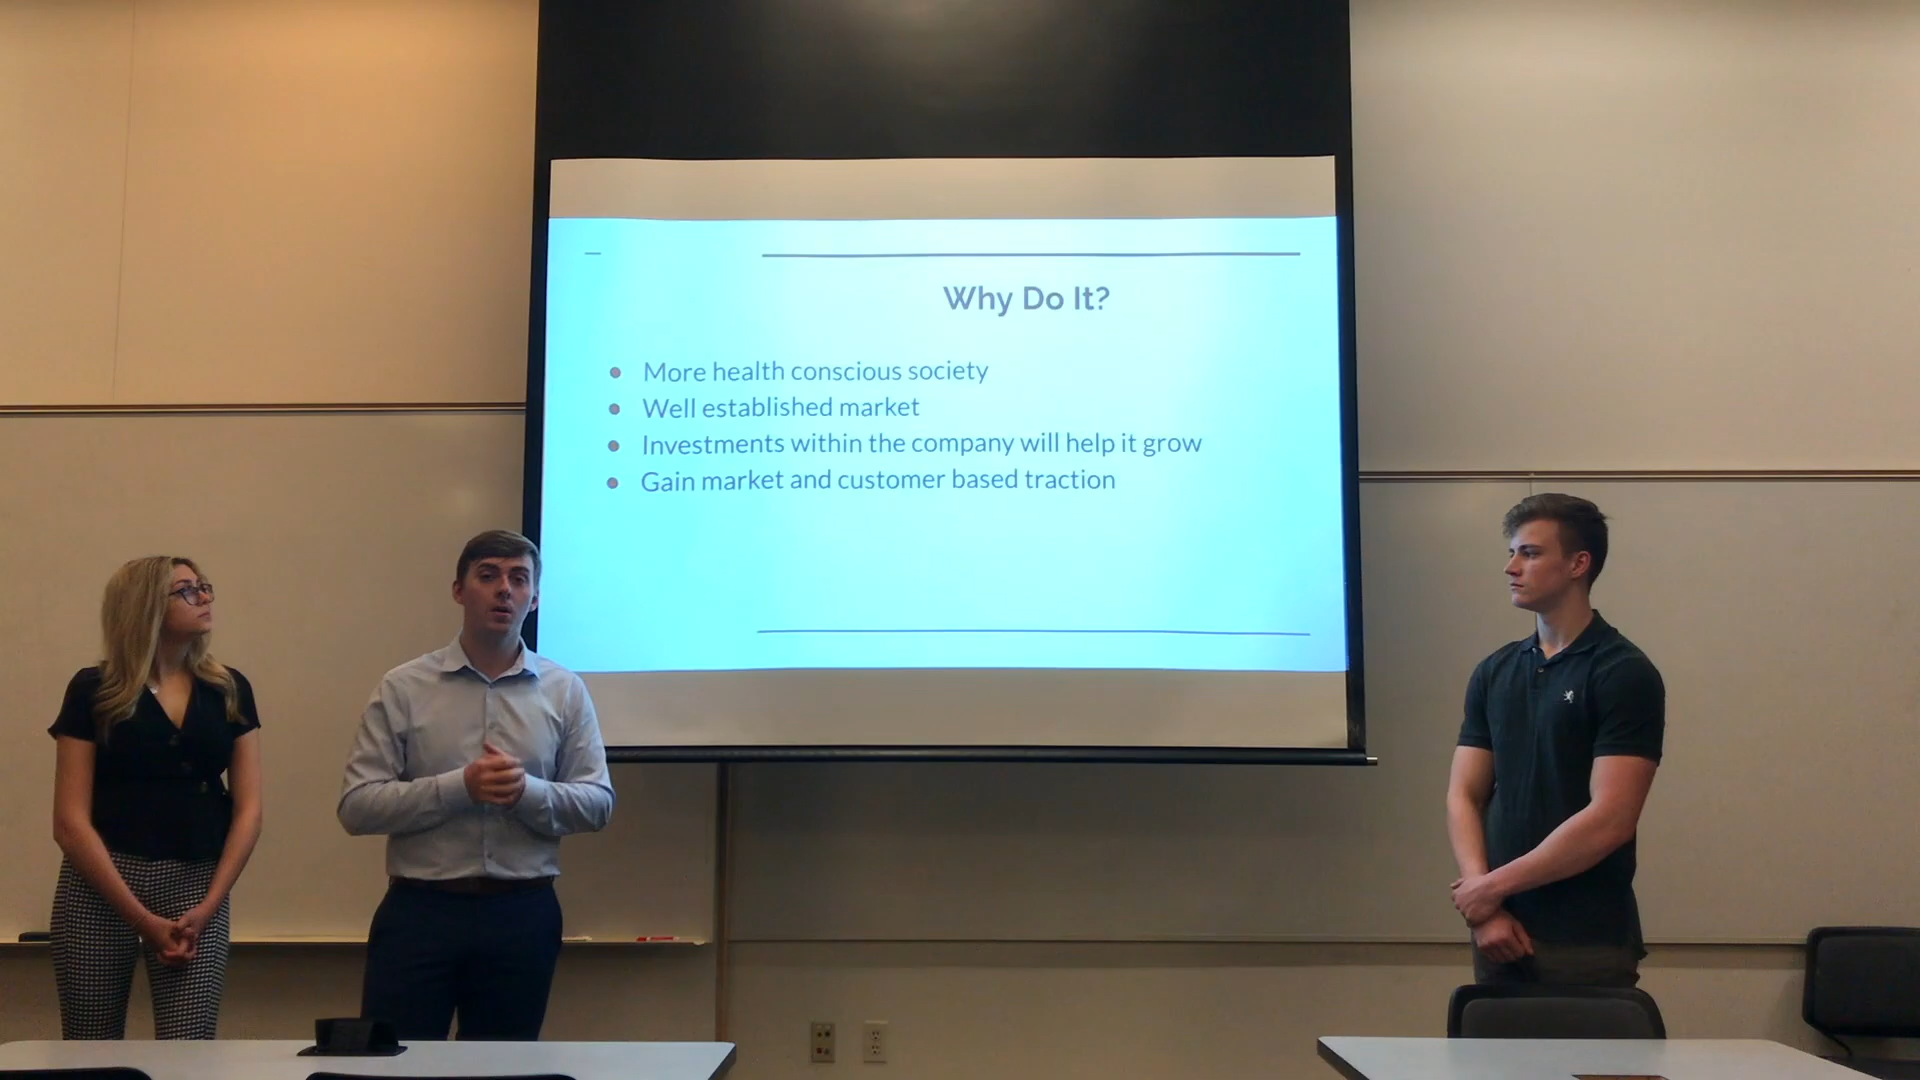 Why Do It?
More health conscious society
Well established market
Investments within the company will help it grow
Gain market and customer based traction